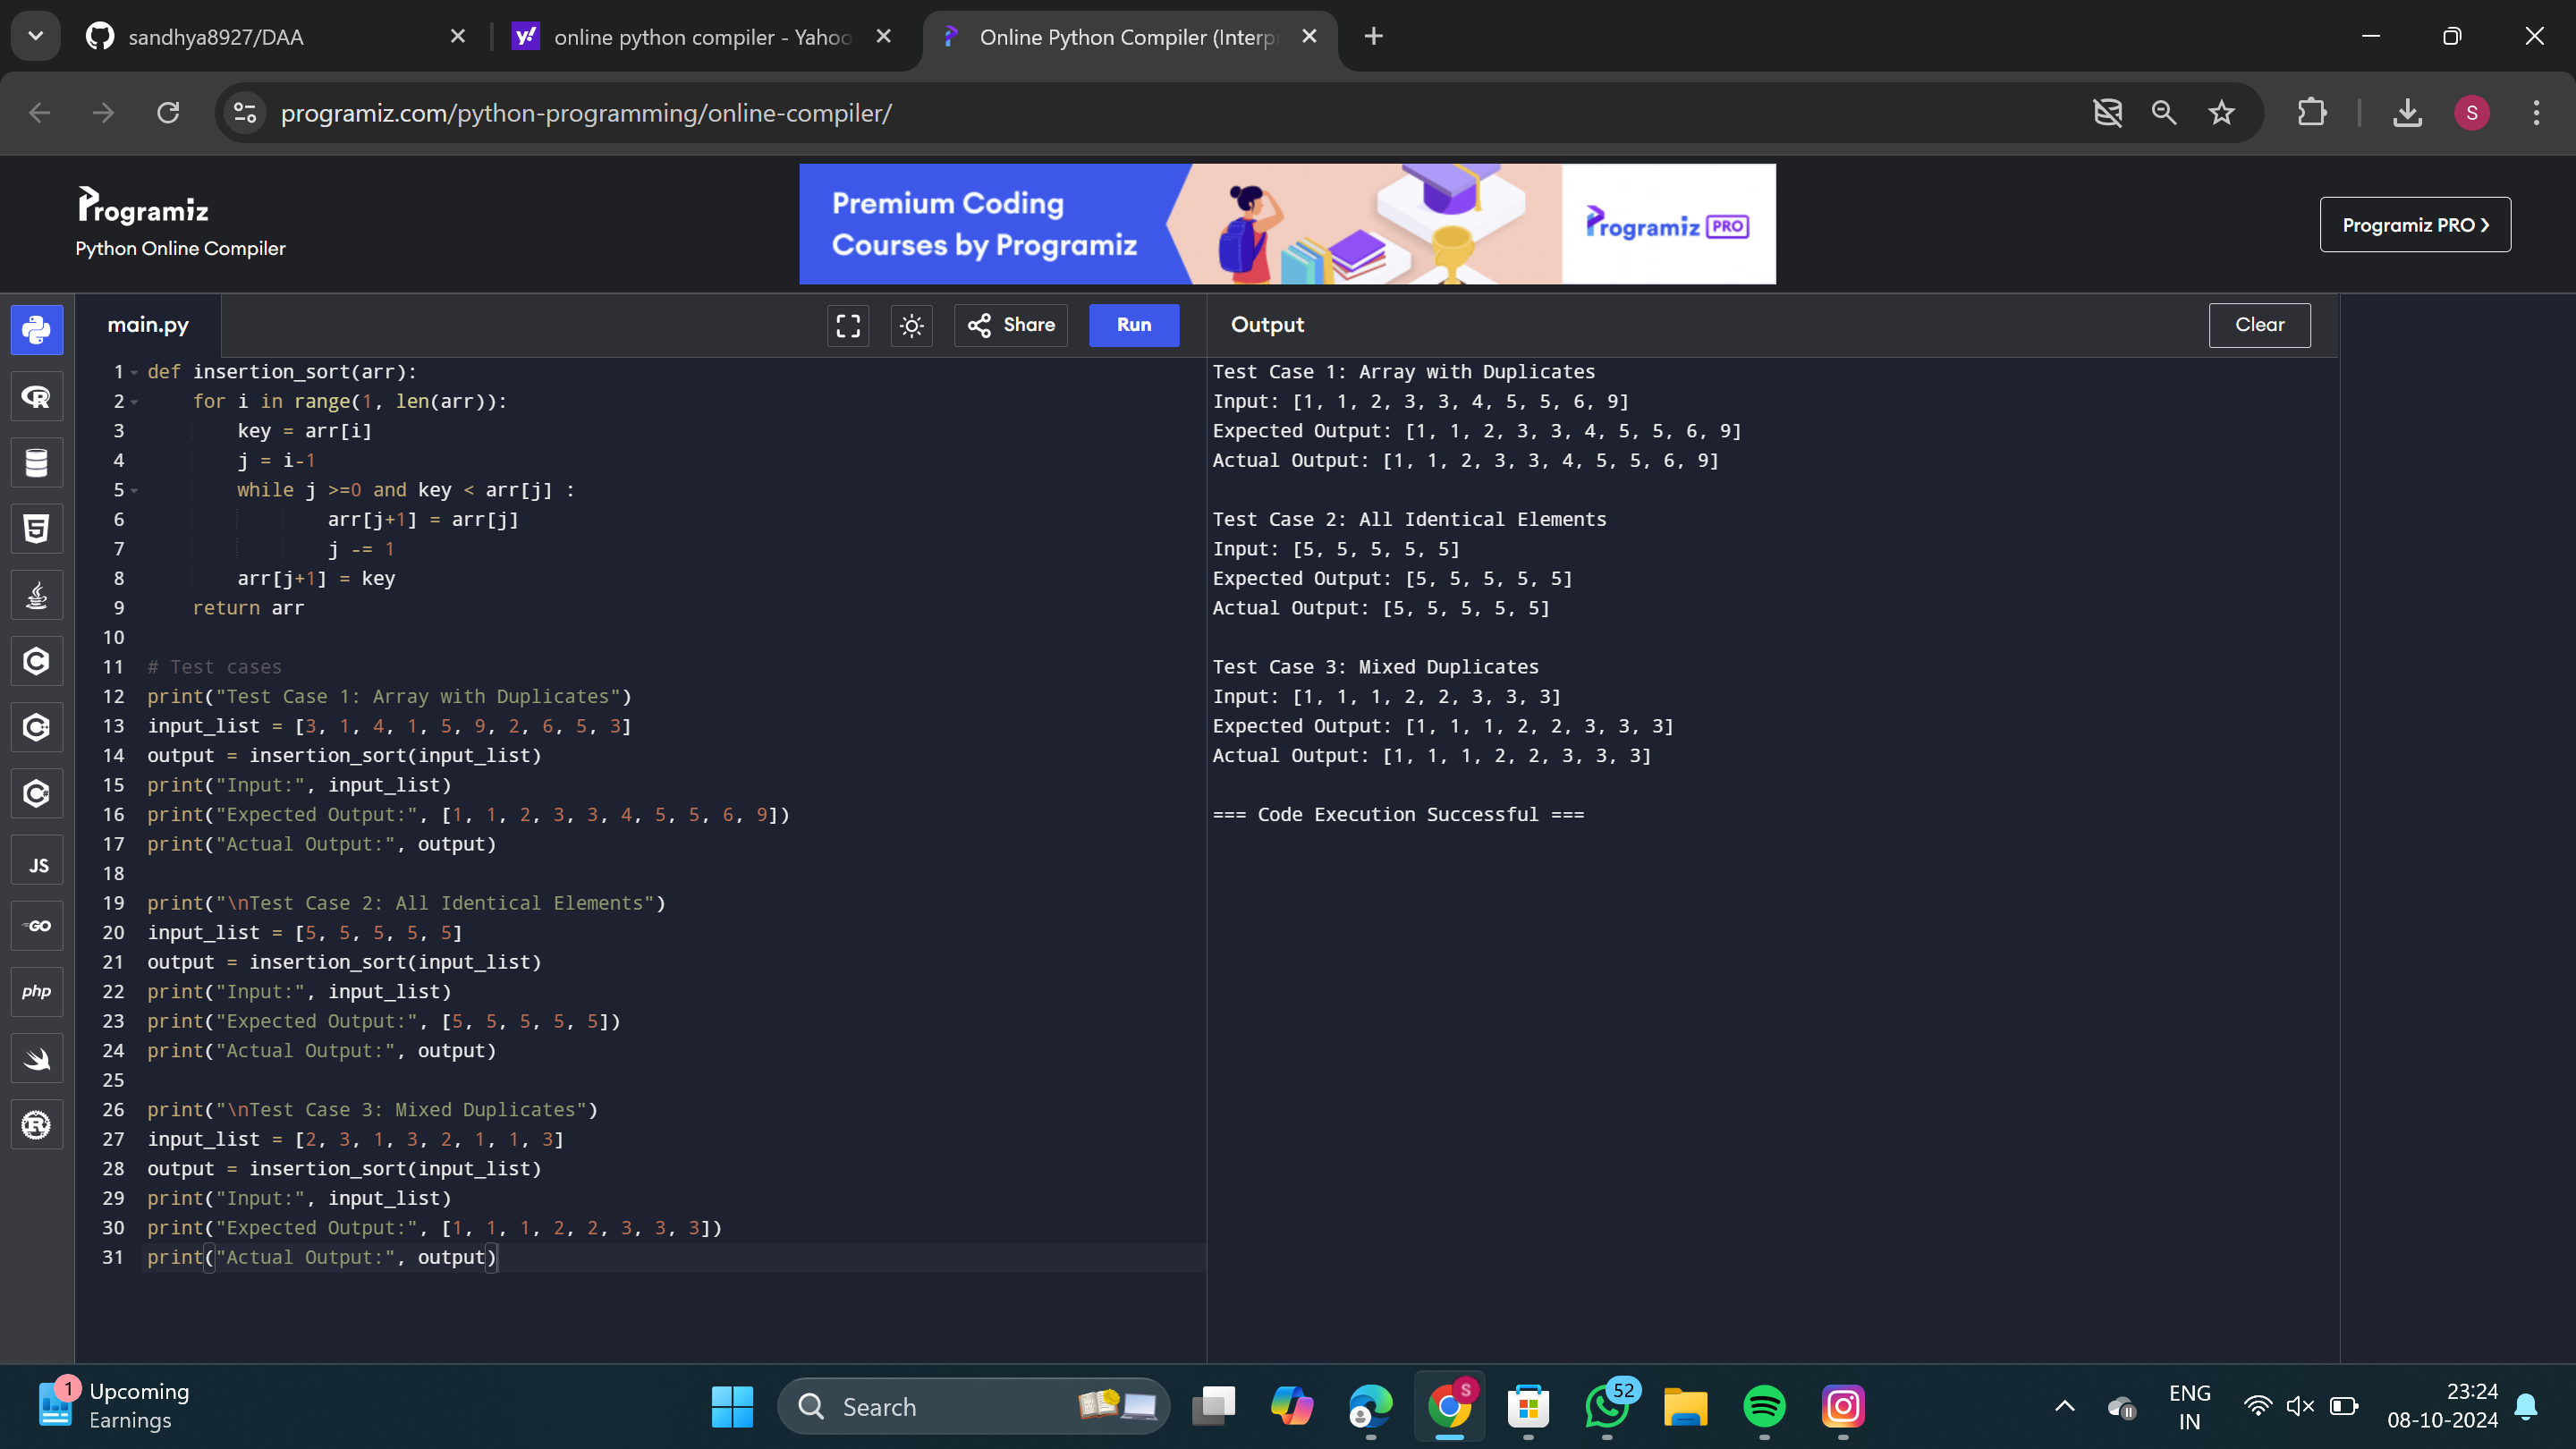 sandhya8927/DAA
online python compiler - Yahoo
Online Python Compiler (Interp
programiz.com/python-programming/online-compiler/
S
Programiz
Python Online Compiler
Premium Coding
Courses by Programiz
Programiz PRO
Programiz PRO ❯
main.py
Share
Run
Output
Clear
1 def insertion_sort(arr):
2     for i in range(1, len(arr)):
3         key = arr[i]
4         j = i-1
5         while j >=0 and key < arr[j] :
6                 arr[j+1] = arr[j]
7                 j -= 1
8         arr[j+1] = key
9     return arr
10
11 # Test cases
12 print("Test Case 1: Array with Duplicates")
13 input_list = [3, 1, 4, 1, 5, 9, 2, 6, 5, 3]
14 output = insertion_sort(input_list)
15 print("Input:", input_list)
16 print("Expected Output:", [1, 1, 2, 3, 3, 4, 5, 5, 6, 9])
17 print("Actual Output:", output)
18
19 print("\nTest Case 2: All Identical Elements")
20 input_list = [5, 5, 5, 5, 5]
21 output = insertion_sort(input_list)
22 print("Input:", input_list)
23 print("Expected Output:", [5, 5, 5, 5, 5])
24 print("Actual Output:", output)
25
26 print("\nTest Case 3: Mixed Duplicates")
27 input_list = [2, 3, 1, 3, 2, 1, 1, 3]
28 output = insertion_sort(input_list)
29 print("Input:", input_list)
30 print("Expected Output:", [1, 1, 1, 2, 2, 3, 3, 3])
31 print("Actual Output:", output)
Test Case 1: Array with Duplicates
Input: [1, 1, 2, 3, 3, 4, 5, 5, 6, 9]
Expected Output: [1, 1, 2, 3, 3, 4, 5, 5, 6, 9]
Actual Output: [1, 1, 2, 3, 3, 4, 5, 5, 6, 9]
Test Case 2: All Identical Elements
Input: [5, 5, 5, 5, 5]
Expected Output: [5, 5, 5, 5, 5]
Actual Output: [5, 5, 5, 5, 5]
Test Case 3: Mixed Duplicates
Input: [1, 1, 1, 2, 2, 3, 3, 3]
Expected Output: [1, 1, 1, 2, 2, 3, 3, 3]
Actual Output: [1, 1, 1, 2, 2, 3, 3, 3]
=== Code Execution Successful ===
JS
GO
php
1
Upcoming
Earnings
Search
S
52
ENG
IN
23:24
08-10-2024